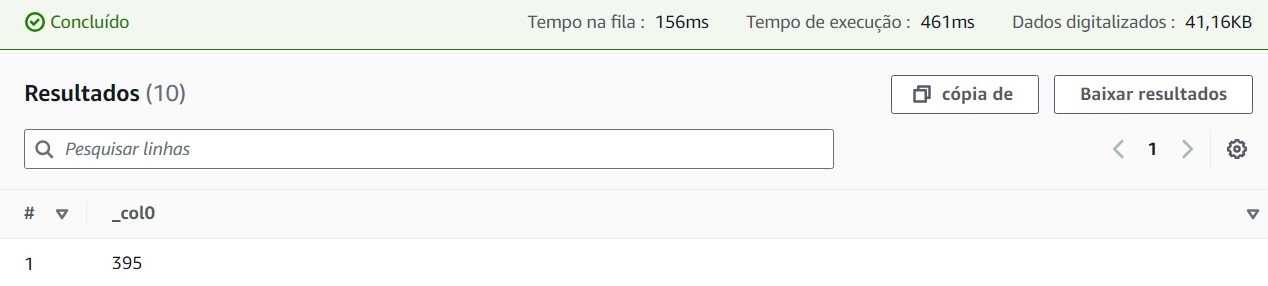 Concluído Tempo na fila : 156ms Tempo de execução : 461ms Dados digitalizados : 41,16KB
Resultados (10) cópia de Baixar resultados
Pesquisar linhas 1
# _col0
1 395